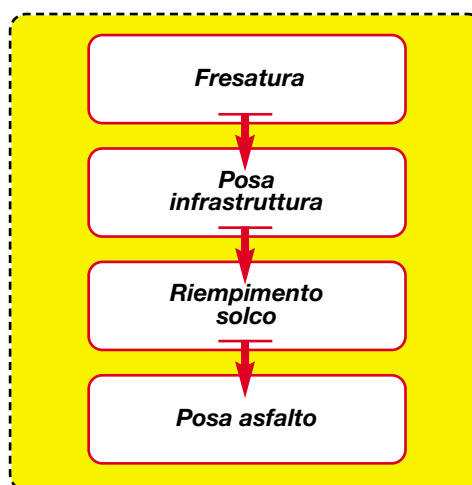 Fresatura
Posa
infrastruttura
Riempimento
solco
Posa asfalto